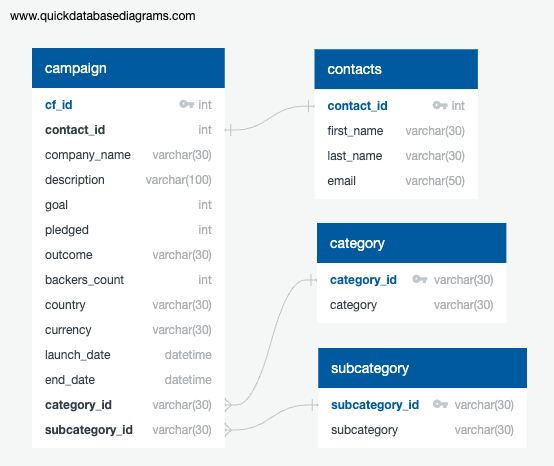 www.quickdatabasediagrams.com
campaign
cf_id int
contact_id int
company_name varchar(30)
description varchar(100)
goal int
pledged int
outcome varchar(30)
backers_count int
country varchar(30)
currency varchar(30)
launch_date datetime
end_date datetime
category_id varchar(30)
subcategory_id varchar(30)
contacts
contact_id int
first_name varchar(30)
last_name varchar(30)
email varchar(50)
category
category_id varchar(30)
category varchar(30)
subcategory
subcategory_id varchar(30)
subcategory varchar(30)